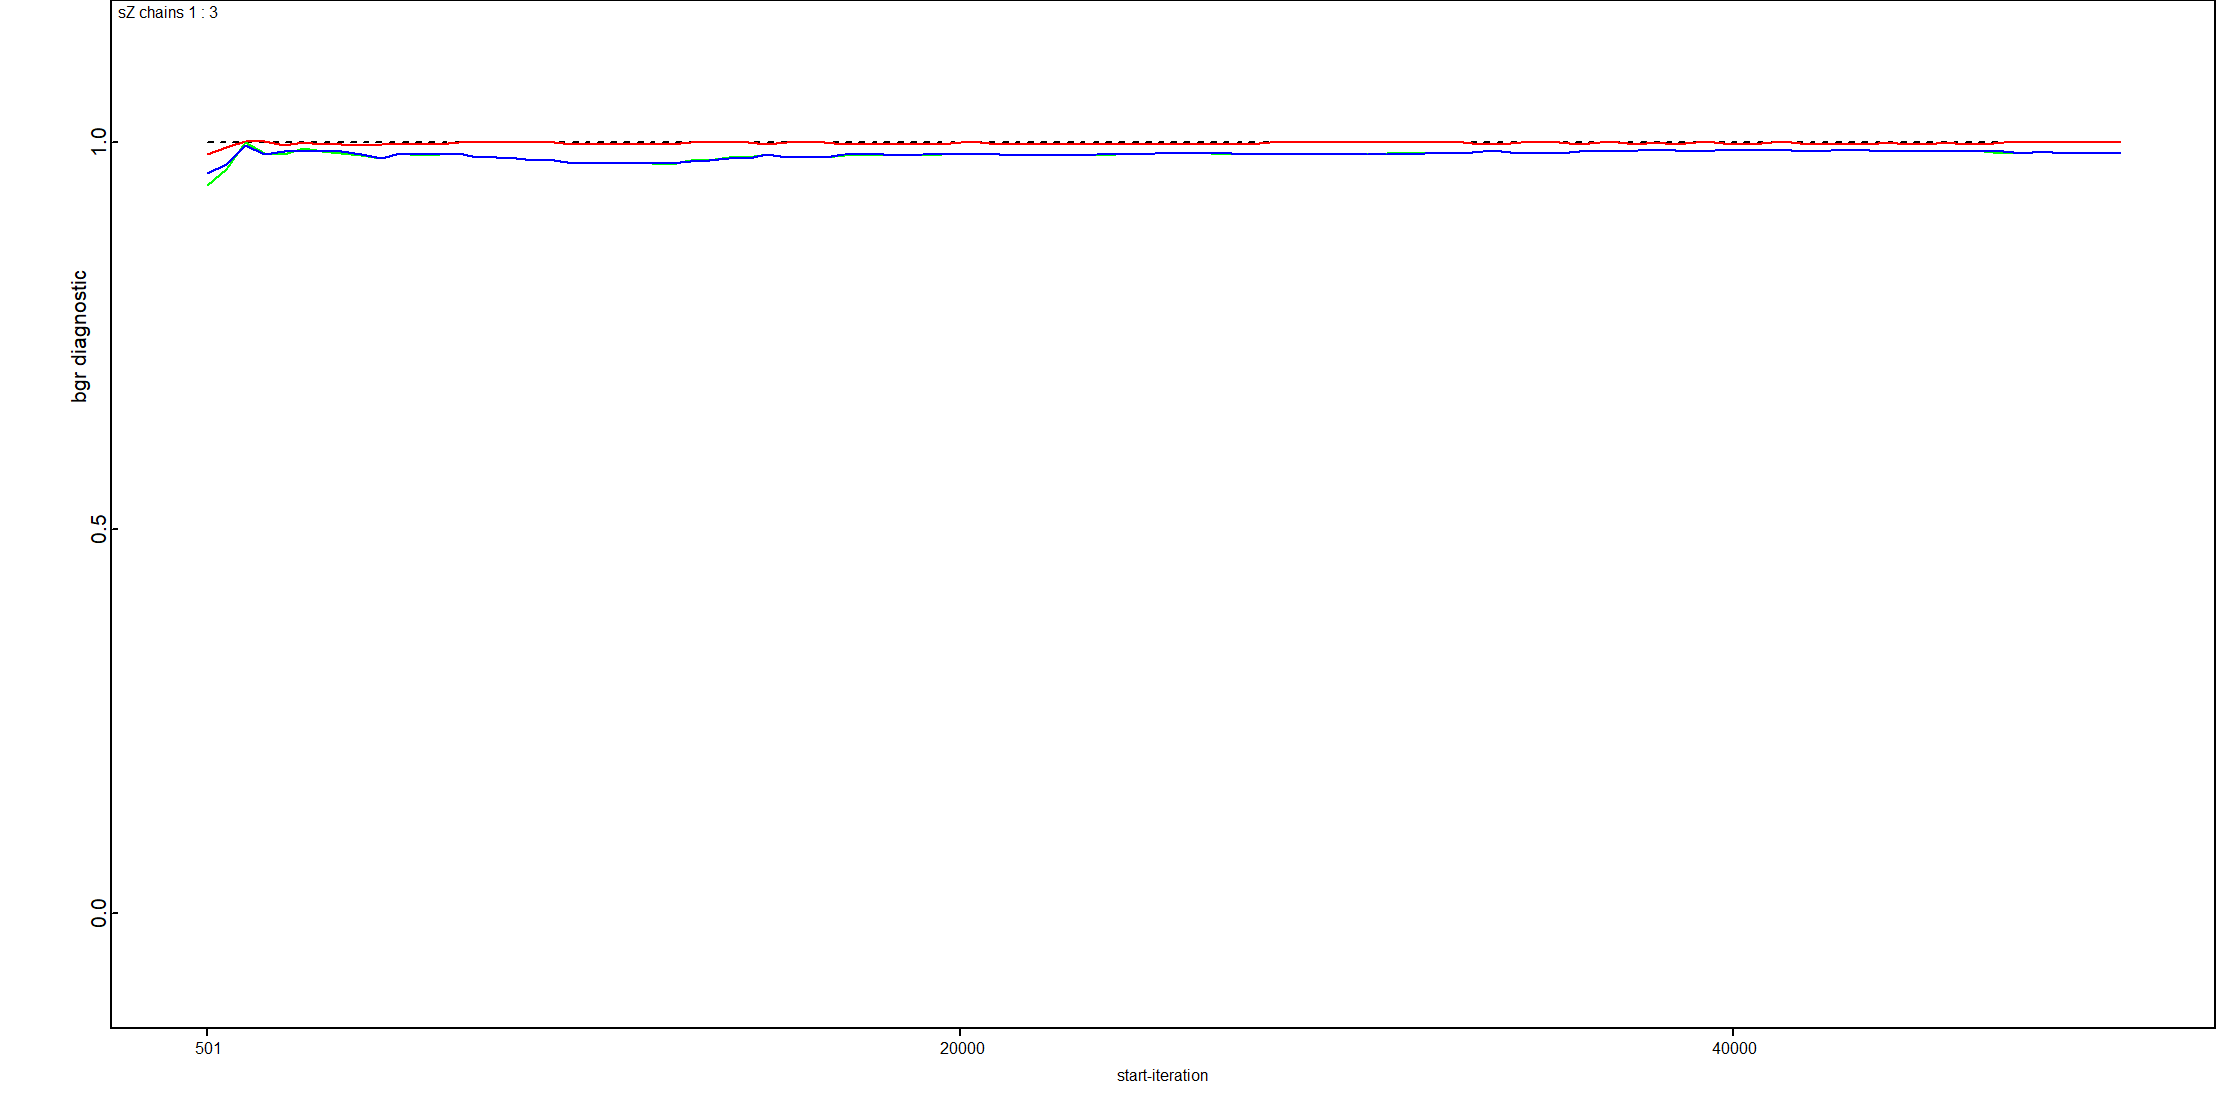 sZ chains 1 : 3
bgr diagnostic
1.0
0.5
0.0
501
20000
40000
start-iteration